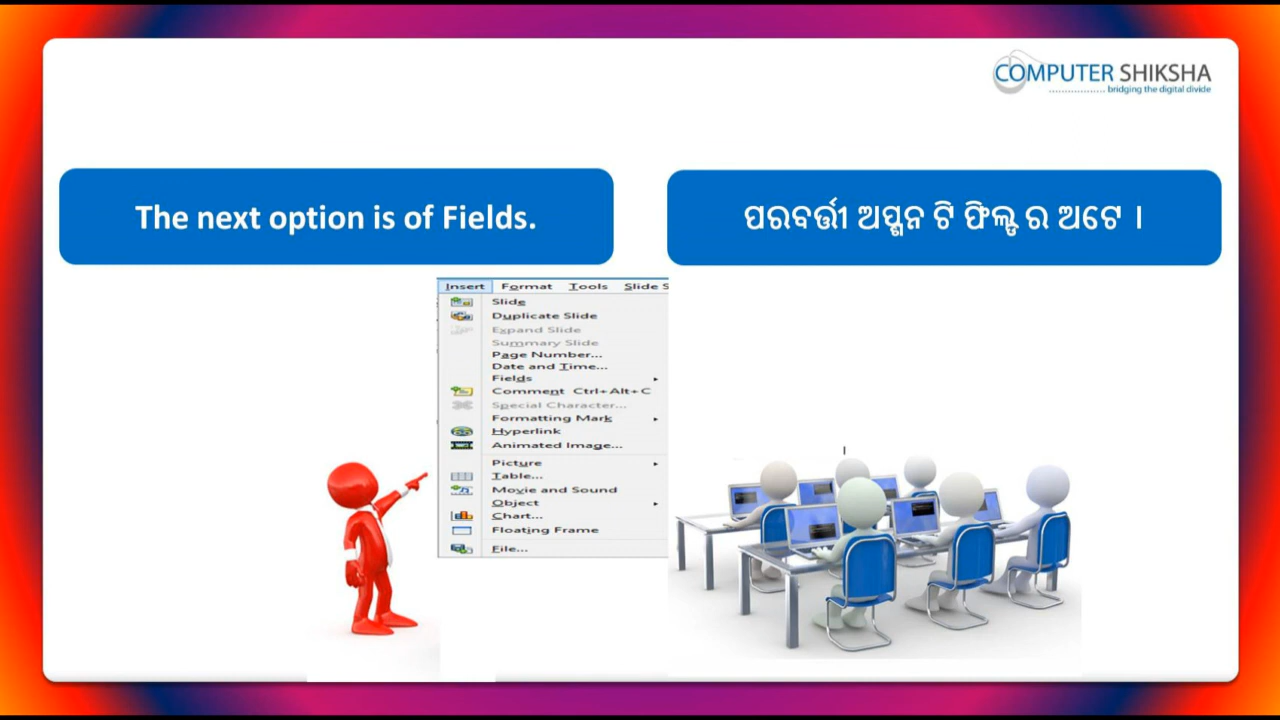 COMPUTER SHIKSHA
bridging the digital divide
The next option is of Fields.
ପରବର୍ତ୍ତୀ ଅପ୍ସନ ଟି ଫିଲ୍ଡ ର ଅଟେ ।
Insert Format Tools Slide S
Slide
Duplicate Slide
Expand Slide
Summary Slide
Page Number...
Date and Time...
Fields
Comment Ctrl+Alt+C
Special Character...
Formatting Mark
Hyperlink
Animated Image...
Picture
Table...
Movie and Sound
Object
Chart...
Floating Frame
File...